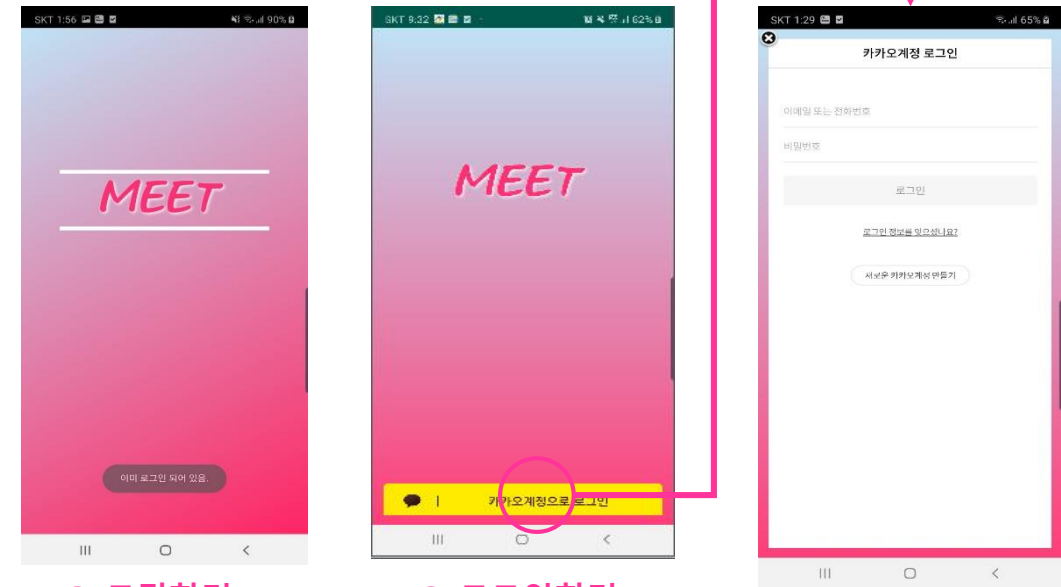 SKT 1:56
90%
MEET
이미 로그인 되어 있음.
SKT 9:32
62%
MEET
카카오계정으로 로그인
SKT 1:29
65%
카카오계정 로그인
이메일 또는 전화번호
비밀번호
로그인
로그인 정보를 잊으셨나요?
새로운 카카오계정 만들기